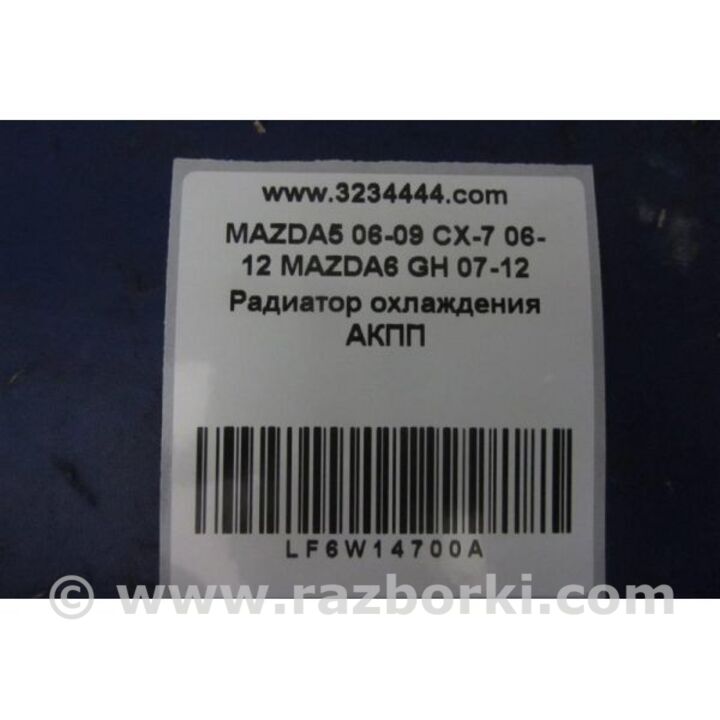 www.3234444.com
MAZDA5 06-09 CX-7 06-
12 MAZDA6 GH 07-12
Радиатор охлаждения
АКПП
LF6W14700A
© www.razborki.com